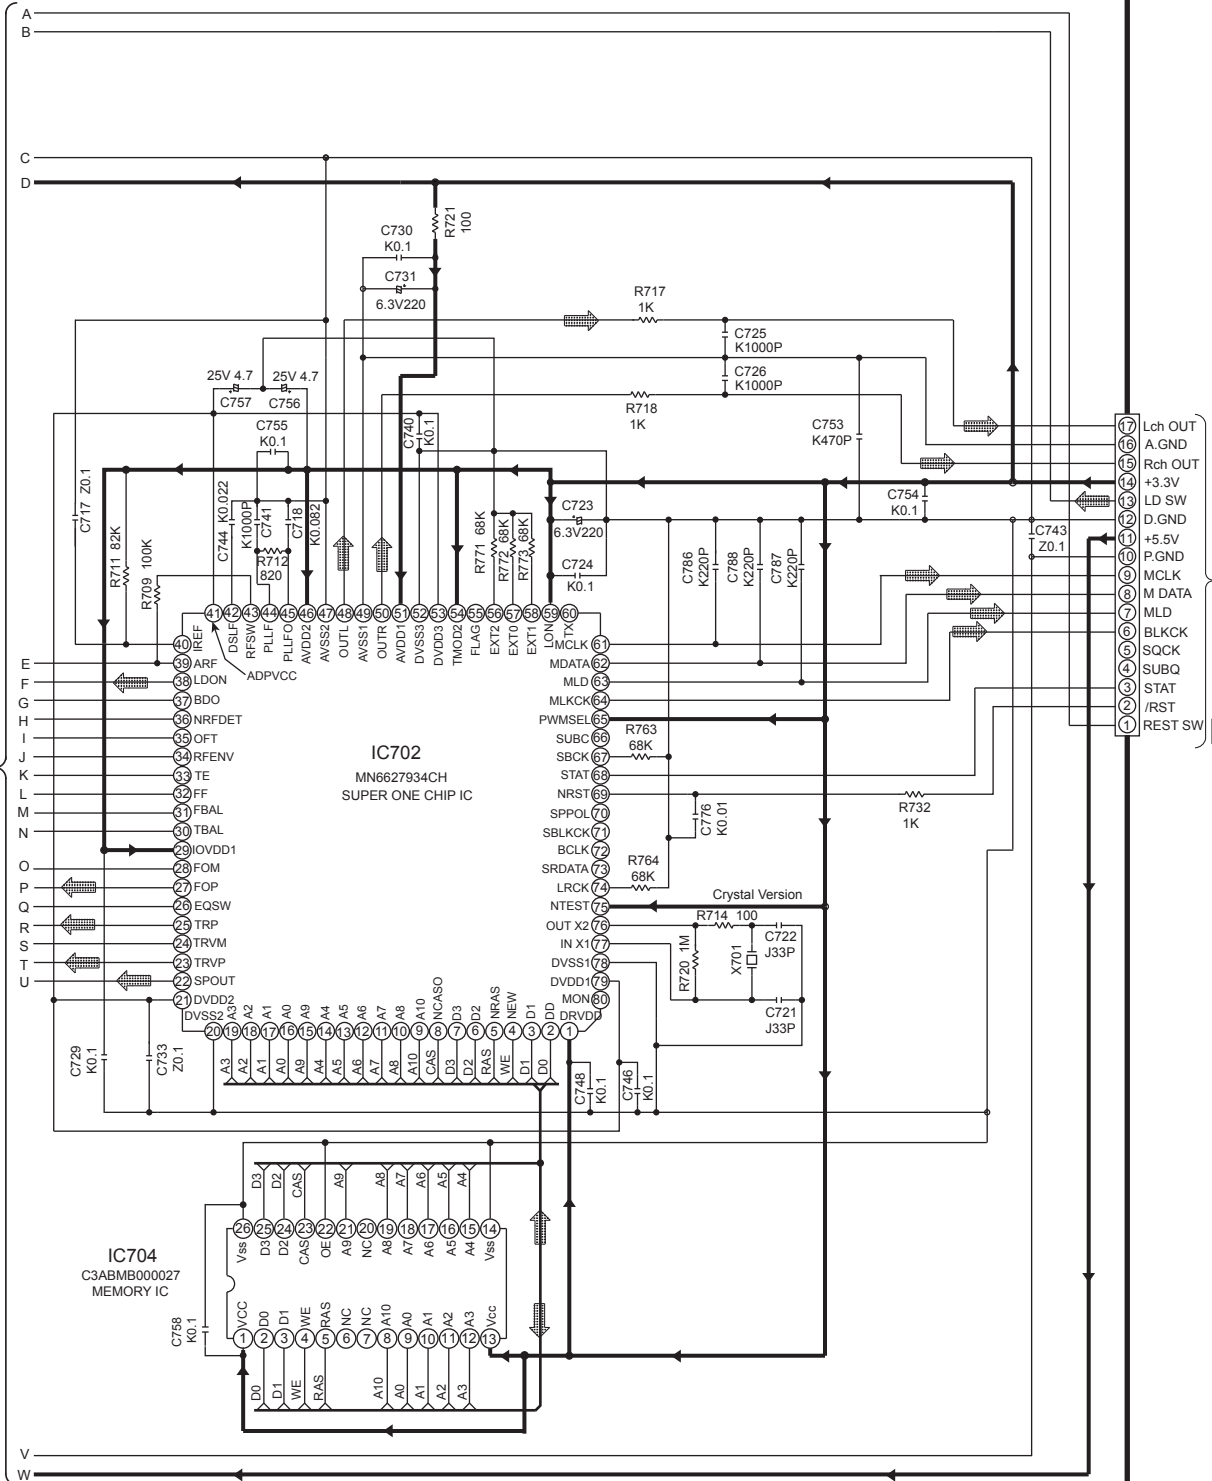 A
B
C
D
R721
100
C730
K0.1
C731
6.3V220
R717
1K
C725
K1000P
C726
K1000P
25V 4.7
C757
25V 4.7
C756
R718
1K
C753
K470P
C755
K0.1
C740
K0.1
C717 Z0.1
C744 K0.022
K1000P
C741
C718
K0.082
R712
820
R711 82K
R709 100K
R771 68K
R772 68K
R773 68K
C723
6.3V220
C724
K0.1
C786
K220P
C788
K220P
C787
K220P
C754
K0.1
C743
Z0.1
17 Lch OUT
16 A.GND
15 Rch OUT
14 +3.3V
13 LD SW
12 D.GND
11 +5.5V
10 P.GND
9 MCLK
8 M DATA
7 MLD
6 BLKCK
5 SQCK
4 SUBQ
3 STAT
2 /RST
1 REST SW
41 42 43 44 45 46 47 48 49 50 51 52 53 54 55 56 57 58 59 60
DSLF
RFSW
PLLF
PLLFO
AVDD2
AVSS2
OUTL
AVSS1
OUTR
AVDD1
DVSS3
DVDD3
TMOD2
FLAG
EXT2
EXT0
EXT1
LON
TX
ADPVCC
40 IREF
E 39 ARF
F 38 LDON
G 37 BDO
H 36 NRFDET
I 35 OFT
J 34 RFENV
K 33 TE
L 32 FF
M 31 FBAL
N 30 TBAL
29 IOVDD1
O 28 FOM
P 27 FOP
Q 26 EQSW
R 25 TRP
S 24 TRVM
T 23 TRVP
U 22 SPOUT
21 DVDD2
IC702
MN6627934CH
SUPER ONE CHIP IC
MCLK 61
MDATA 62
MLD 63
MLKCK 64
PWMSEL 65
SUBC 66
SBCK 67
STAT 68
NRST 69
SPPOL 70
SBLKCK 71
BCLK 72
SRDATA 73
LRCK 74
NTEST 75
OUT X2 76
IN X1 77
DVSS1 78
DVDD1 79
MON 80
R763
68K
C776
K0.01
R732
1K
R764
68K
Crystal Version
R714 100
R720 1M
X701
C722
J33P
C721
J33P
DVSS2
A3
A2
A1
A0
A9
A4
A5
A6
A7
A8
A10
NCASO
D3
D2
NRAS
NEW
D1
DD
DRVDD
20 19 18 17 16 15 14 13 12 11 10 9 8 7 6 5 4 3 2 1
A3
A2
A1
A0
A9
A4
A5
A6
A7
A8
A10
CAS
D3
D2
RAS
WE
D1
D0
C729
K0.1
C733
Z0.1
C748
K0.1
C746
K0.1
D3
D2
CAS
A9
A8
A7
A6
A5
A4
26 25 24 23 22 21 20 19 18 17 16 15 14
Vss
D3
D2
CAS
OE
A9
NC
A8
A7
A6
A5
A4
Vss
IC704
C3ABMB000027
MEMORY IC
C758
K0.1
VCC
D0
D1
WE
RAS
NC
NC
A10
A0
A1
A2
A3
Vcc
1 2 3 4 5 6 7 8 9 10 11 12 13
D0
D1
WE
RAS
A10
A0
A1
A2
A3
V
W